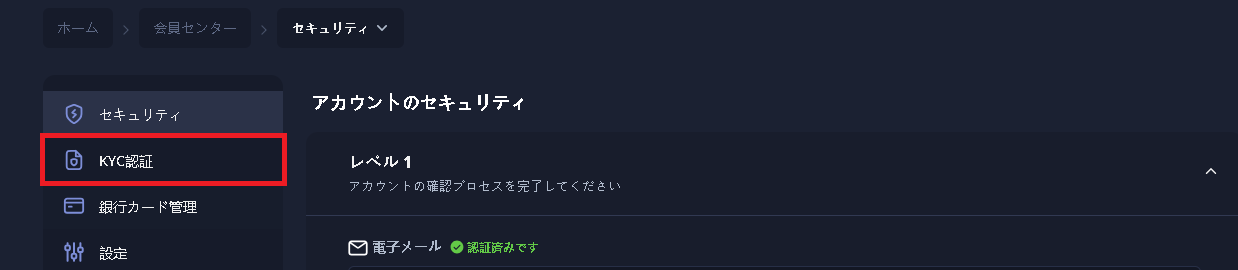 ホーム 会員センター セキュリティ
アカウントのセキュリティ
セキュリティ
KYC認証
銀行カード管理
設定
レベル 1
アカウントの確認プロセスを完了してください
電子メール 認証済みです